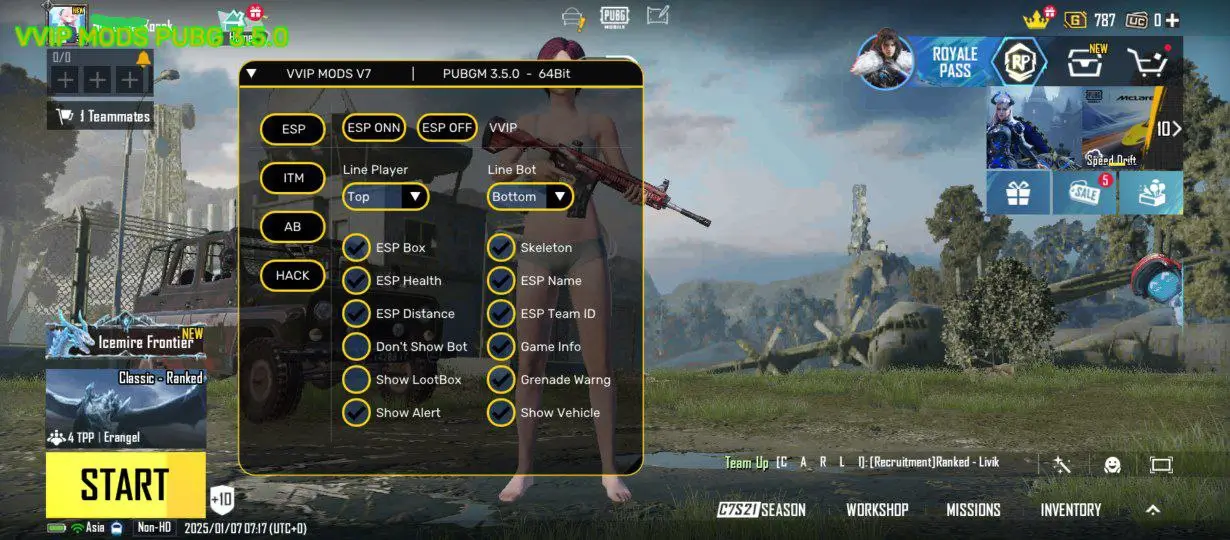 NEW
VVIP MODS PUBG 3.5.0
0/0
Teammates
PUBG
MOBILE
G 787
UC 0
ROYALE
PASS
RP
NEW
McLaren
PUBG
10
Speed Drift
SALE
5
VVIP MODS V7 | PUBGM 3.5.0 - 64Bit
ESP
ITM
AB
HACK
ESP ONN
ESP OFF
VVIP
Line Player
Line Bot
Top
Bottom
ESP Box
Skeleton
ESP Health
ESP Name
ESP Distance
ESP Team ID
Don't Show Bot
Game Info
Show LootBox
Grenade Warng
Show Alert
Show Vehicle
Icemire Frontier
NEW
Classic - Ranked
4 TPP | Erangel
START
+10
Team Up [C A R L I]: [Recruitment]Ranked - Livik
C7S21 SEASON
WORKSHOP
MISSIONS
INVENTORY
Asia
Non-HD
2025/01/07 07:17 (UTC+0)